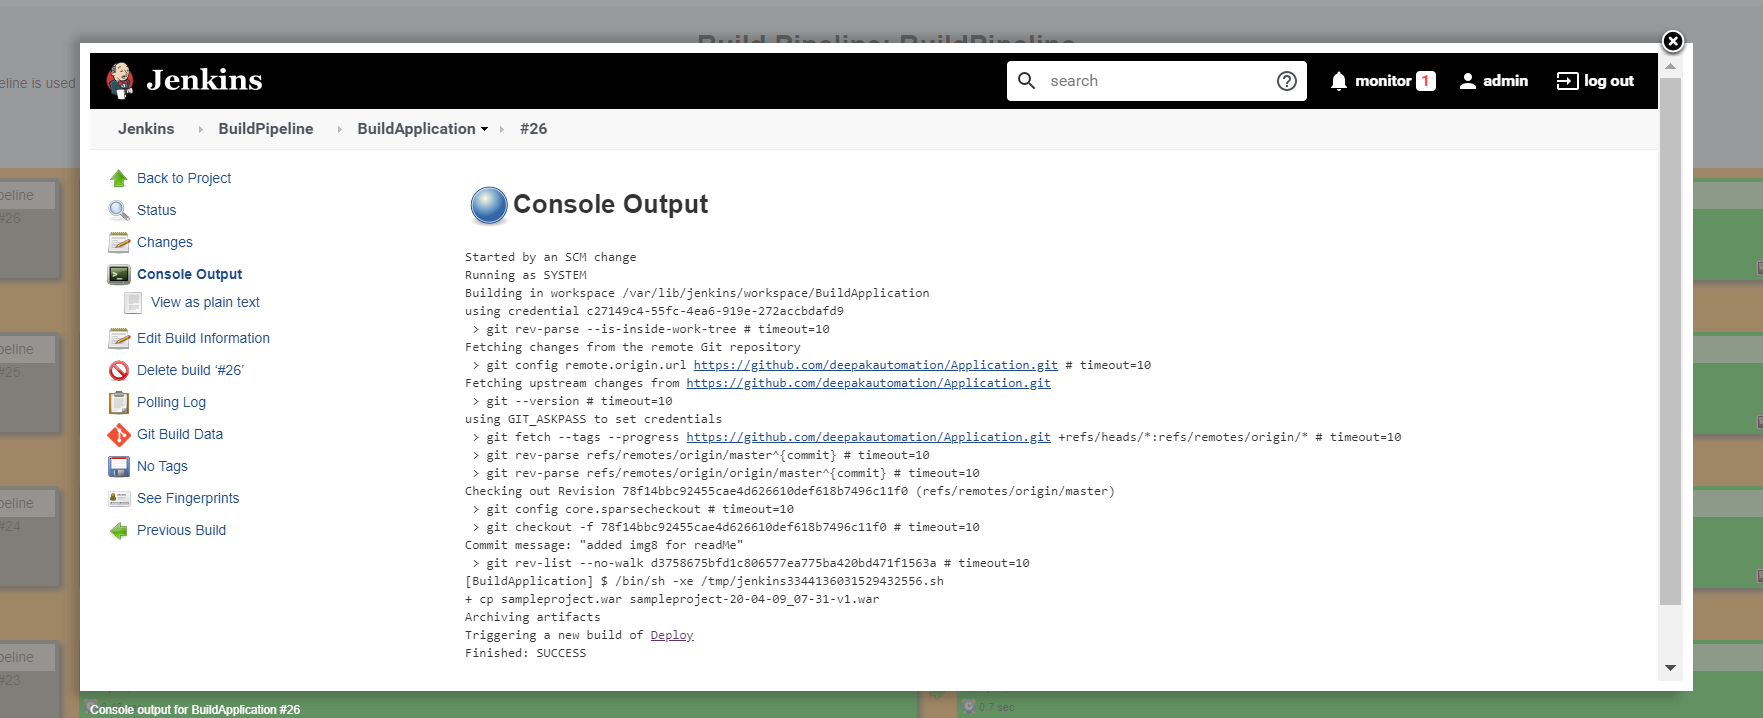 Build Pipeline: BuildPipeline
eline is used
Jenkins
search
monitor 1
admin
log out
Jenkins
BuildPipeline
BuildApplication
#26
Back to Project
Status
Changes
Console Output
View as plain text
Edit Build Information
Delete build ‘#26’
Polling Log
Git Build Data
No Tags
See Fingerprints
Previous Build
Console Output
Started by an SCM change
Running as SYSTEM
Building in workspace /var/lib/jenkins/workspace/BuildApplication
using credential c27149c4-55fc-4ea6-919e-272accbdafd9
> git rev-parse --is-inside-work-tree # timeout=10
Fetching changes from the remote Git repository
> git config remote.origin.url https://github.com/deepakautomation/Application.git # timeout=10
Fetching upstream changes from https://github.com/deepakautomation/Application.git
> git --version # timeout=10
using GIT_ASKPASS to set credentials
> git fetch --tags --progress https://github.com/deepakautomation/Application.git +refs/heads/*:refs/remotes/origin/* # timeout=10
> git rev-parse refs/remotes/origin/master^{commit} # timeout=10
> git rev-parse refs/remotes/origin/origin/master^{commit} # timeout=10
Checking out Revision 78f14bbc92455cae4d626610def618b7496c11f0 (refs/remotes/origin/master)
> git config core.sparsecheckout # timeout=10
> git checkout -f 78f14bbc92455cae4d626610def618b7496c11f0 # timeout=10
Commit message: "added img8 for readMe"
> git rev-list --no-walk d3758675bfd1c806577ea775ba420bd471f1563a # timeout=10
[BuildApplication] $ /bin/sh -xe /tmp/jenkins3344136031529432556.sh
+ cp sampleproject.war sampleproject-20-04-09_07-31-v1.war
Archiving artifacts
Triggering a new build of Deploy
Finished: SUCCESS
peline
#26
peline
#25
peline
#24
peline
#23
Console output for BuildApplication #26
0.7 sec